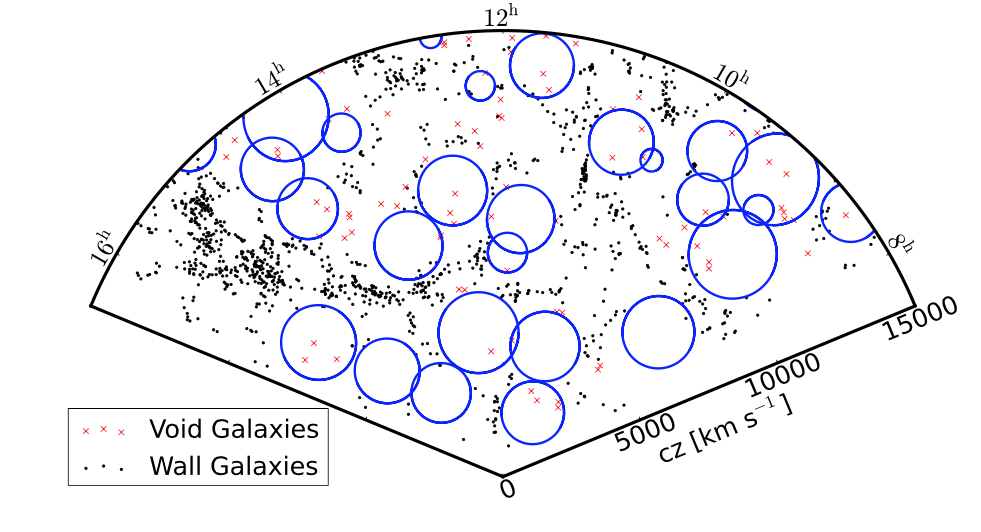 12h
14h
10h
16h
8h
15000
10000
5000
cz [km s−1]
0
Void Galaxies
Wall Galaxies